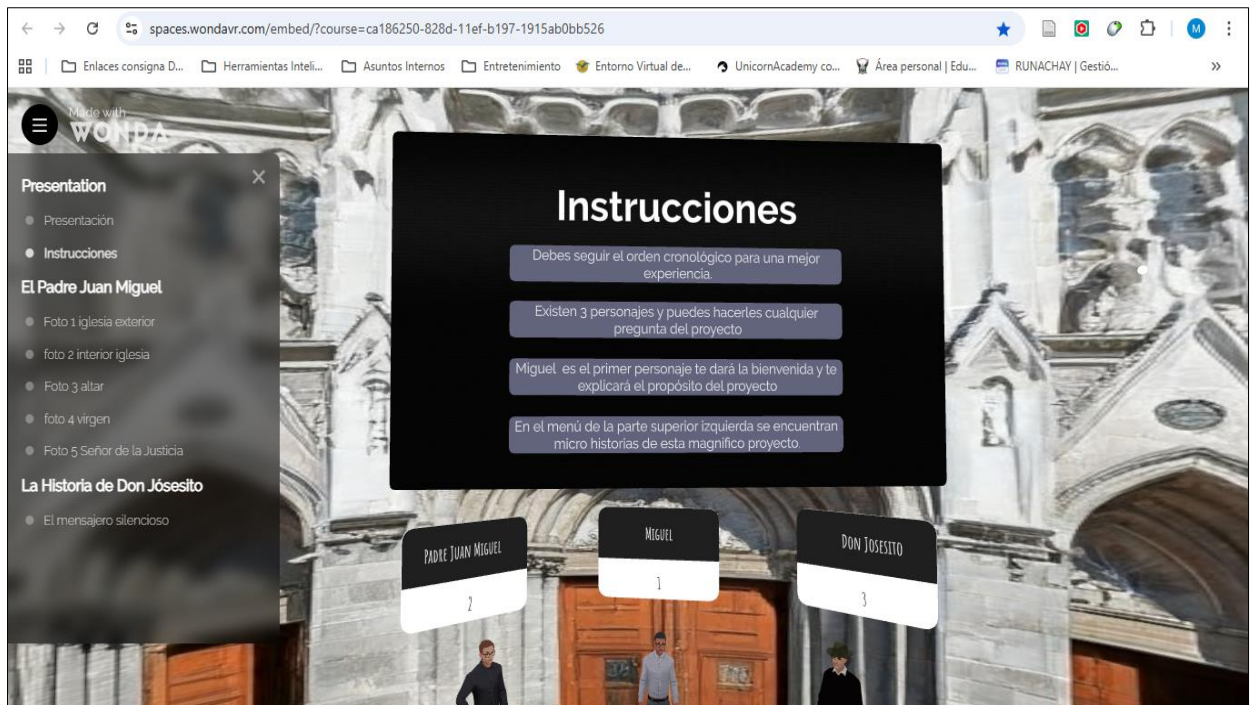 spaces.wondavr.com/embed/?course=ca186250-828d-11ef-b197-1915ab0bb526
M
Enlaces consigna D...
Herramientas Inteli...
Asuntos Internos
Entretenimiento
Entorno Virtual de...
UnicornAcademy co...
Área personal | Edu...
RUNACHAY | Gestió...
»
Made with
WONDA
Presentation
Presentación
Instrucciones
El Padre Juan Miguel
Foto 1 iglesia exterior
foto 2 interior iglesia
Foto 3 altar
foto 4 virgen
Foto 5 Señor de la Justicia
La Historia de Don Jósesito
El mensajero silencioso
Instrucciones
Debes seguir el orden cronológico para una mejor
experiencia.
Existen 3 personajes y puedes hacerles cualquier
pregunta del proyecto
Miguel es el primer personaje te dará la bienvenida y te
explicará el propósito del proyecto
En el menú de la parte superior izquierda se encuentran
micro historias de esta magnifico proyecto.
Padre Juan Miguel
2
Miguel
1
Don Josesito
3